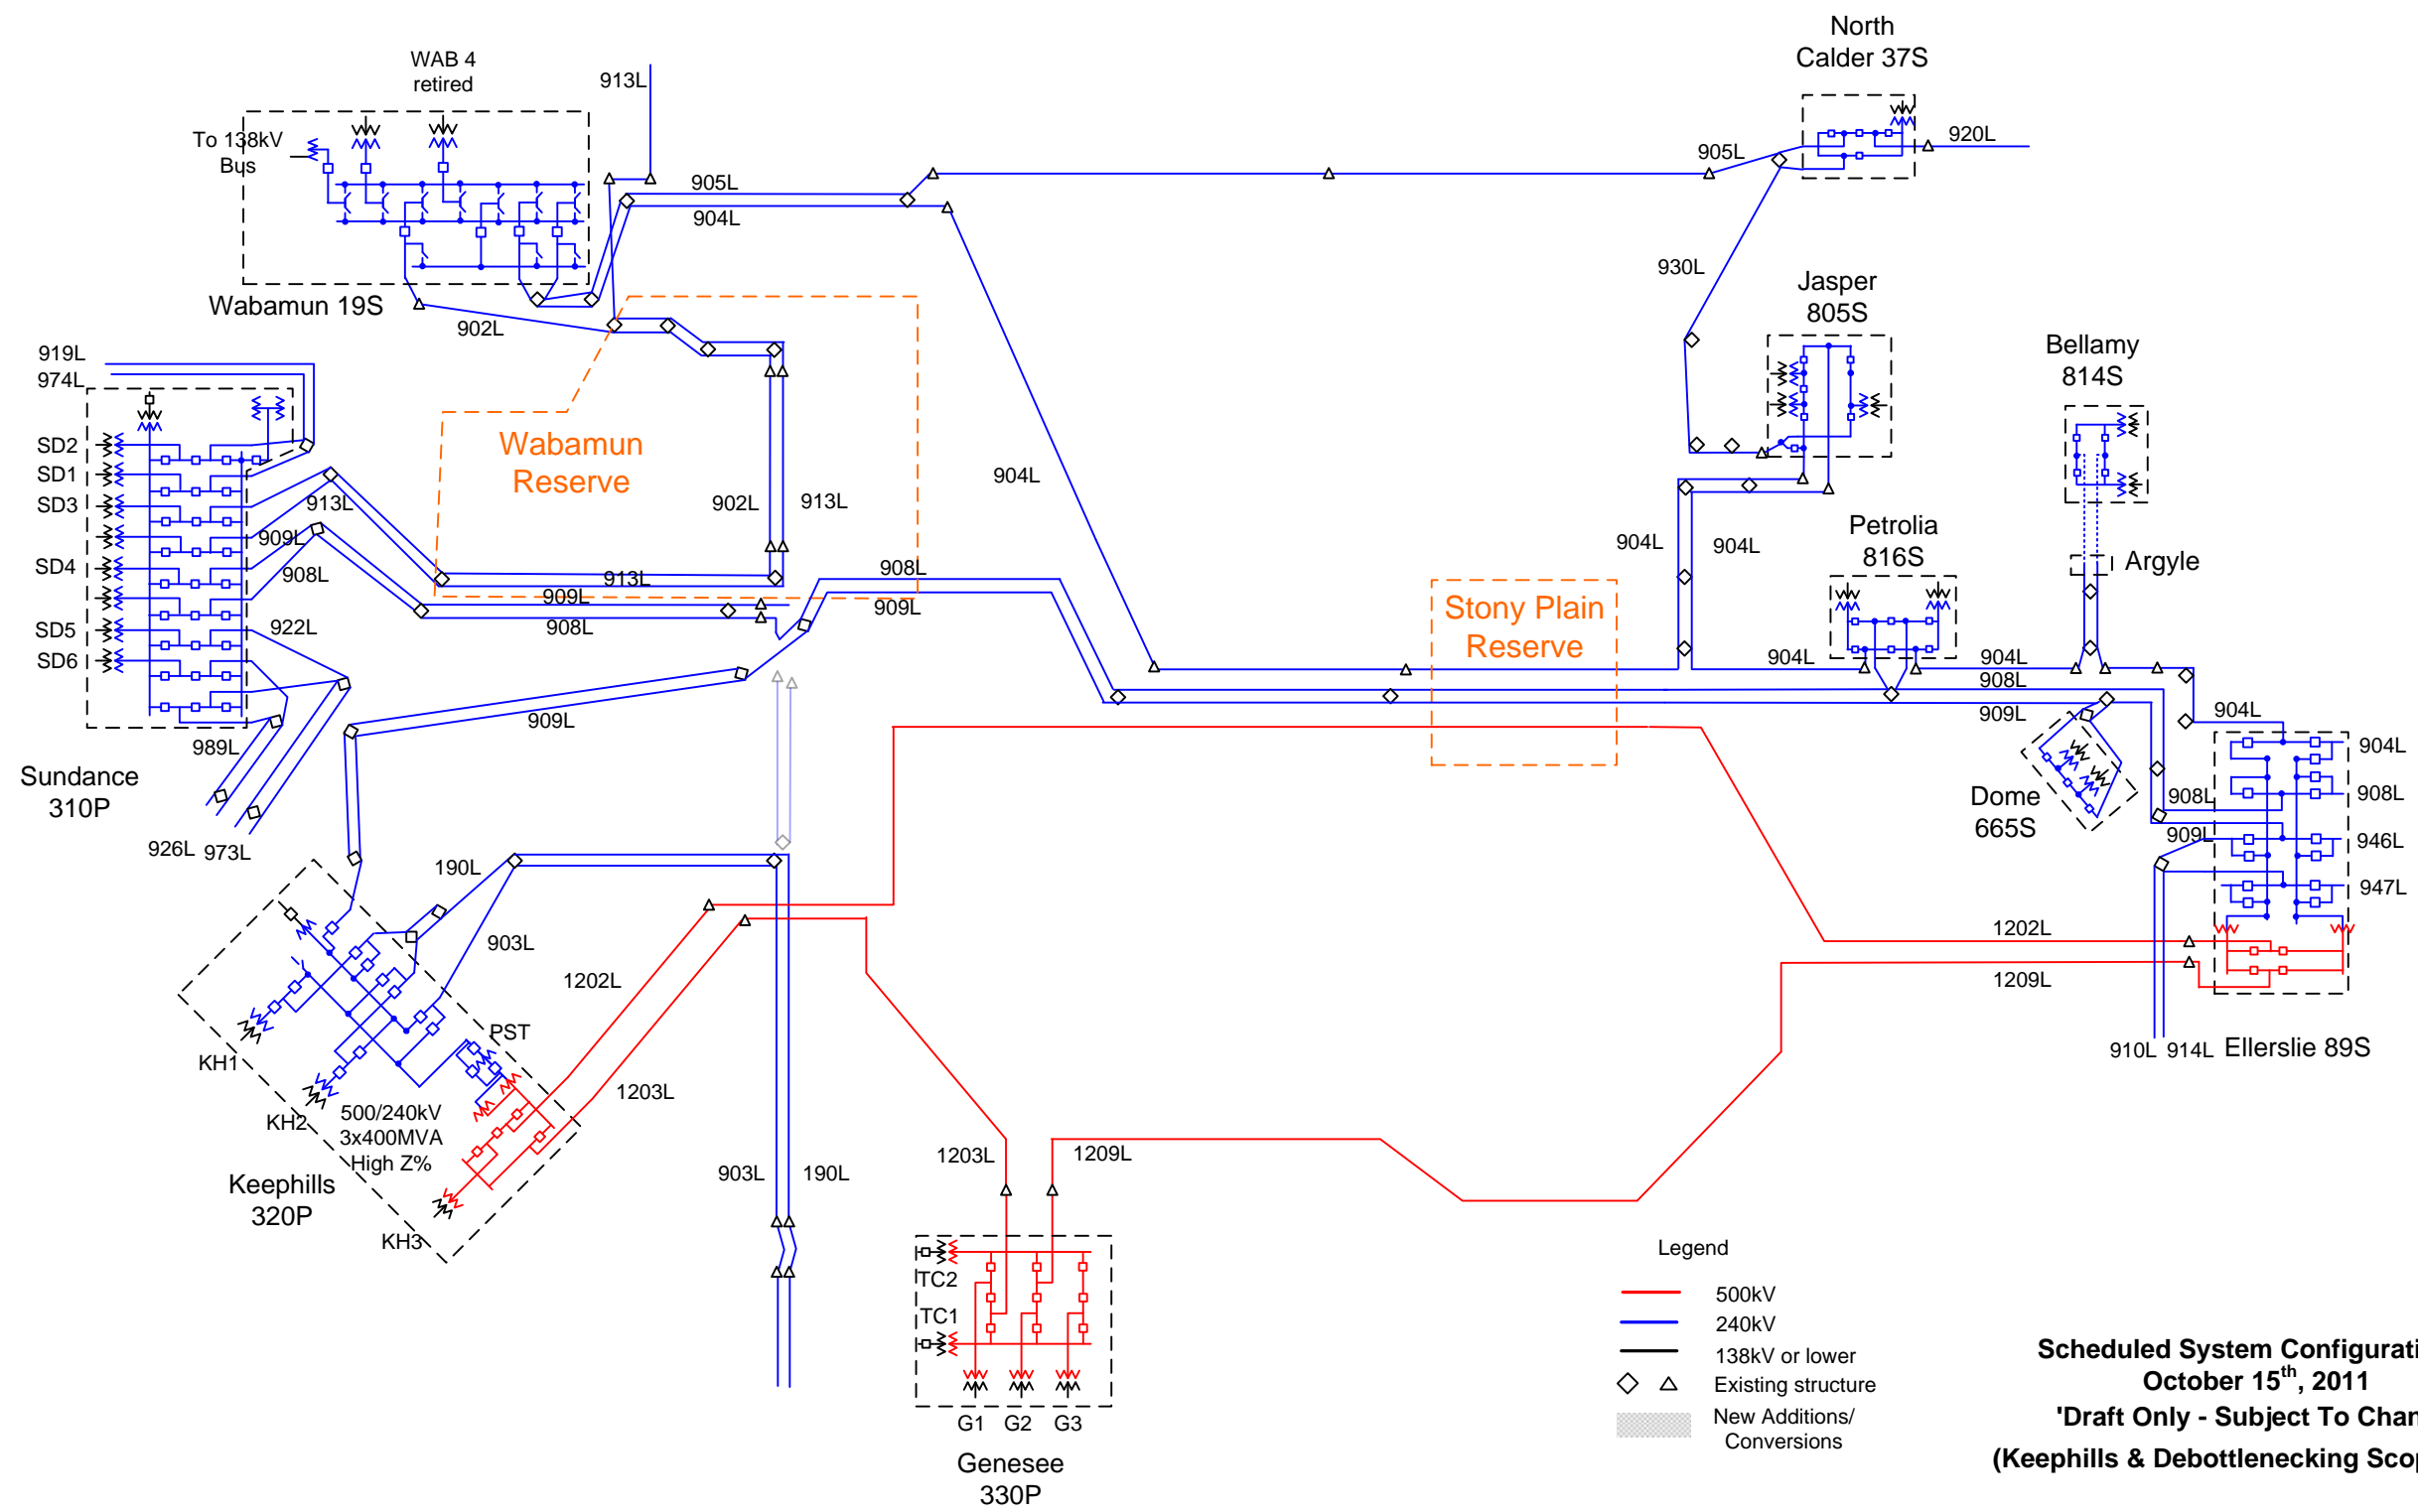 North
Calder 37S
WAB 4
retired
913L
To 138kV
Bus
905L
920L
905L
904L
930L
Jasper
805S
Wabamun 19S
902L
919L
974L
Bellamy
814S
SD2
SD1
SD3
SD4
SD5
SD6
Wabamun
Reserve
913L
909L
908L
922L
902L
913L
904L
904L
904L
Petrolia
816S
Argyle
913L
909L
908L
908L
909L
Stony Plain
Reserve
904L
904L
908L
909L
904L
909L
989L
Sundance
310P
926L
973L
904L
908L
946L
947L
Dome
665S
908L
909L
190L
903L
1202L
1202L
1209L
PST
KH1
KH2
KH3
1203L
500/240kV
3x400MVA
High Z%
910L
914L
Ellerslie 89S
Keephills
320P
903L
190L
1203L
1209L
TC2
TC1
G1
G2
G3
Genesee
330P
Legend
500kV
240kV
138kV or lower
Existing structure
New Additions/
Conversions
Scheduled System Configurati
October 15th, 2011
'Draft Only - Subject To Chan
(Keephills & Debottlenecking Scop